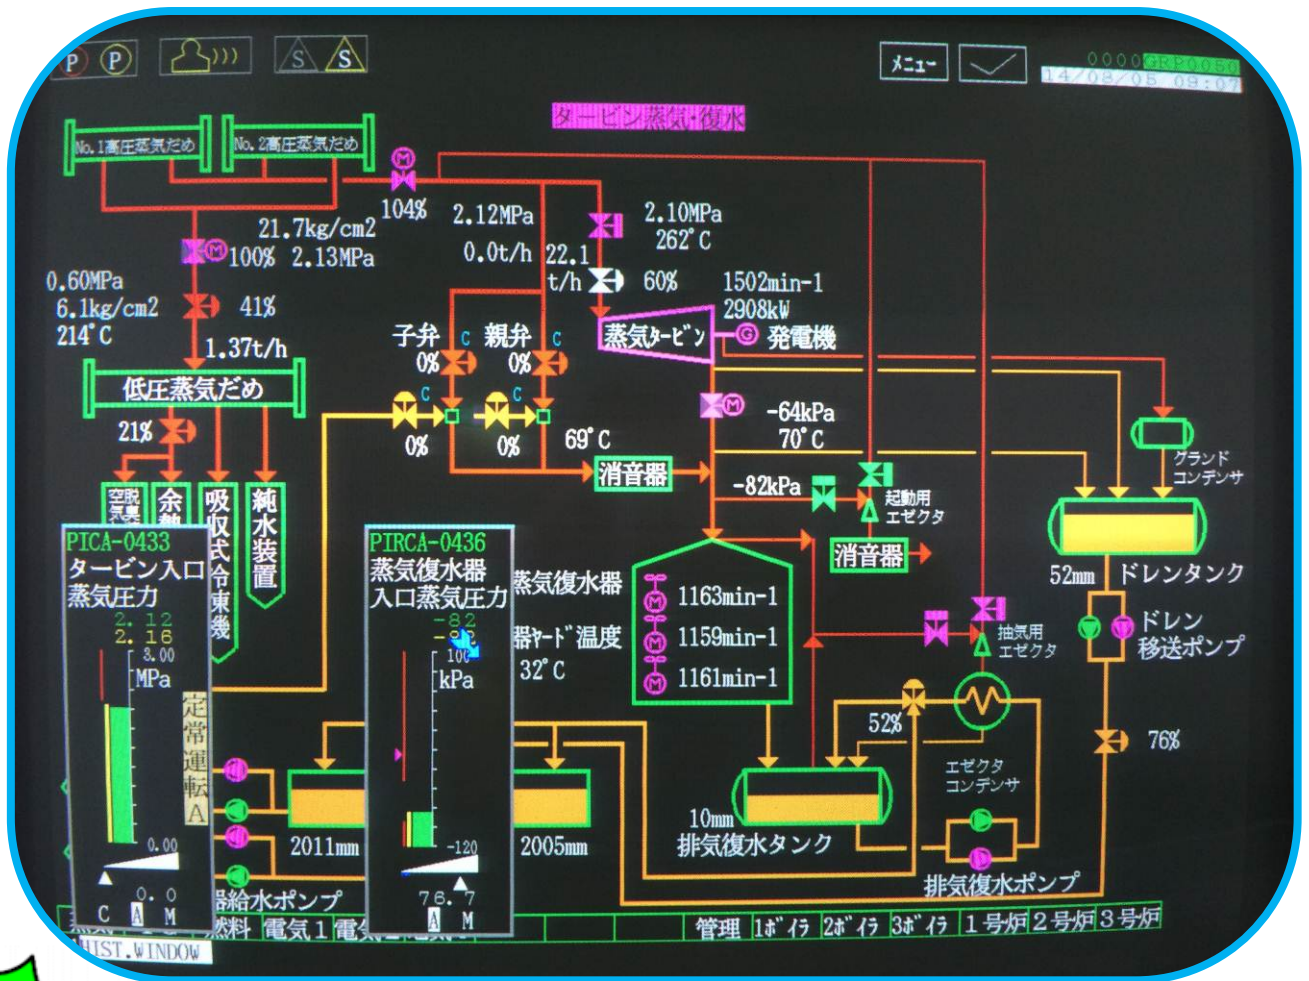 P P
S S
メニュー
0000 GRP0050
14/08/05 09:07
タービン蒸気・復水
No.1高圧蒸気だめ
No.2高圧蒸気だめ
M
104%
21.7kg/cm2
M 100% 2.13MPa
2.12MPa
0.0t/h
22.1
t/h
2.10MPa
262°C
60%
1502min-1
2908kW
蒸気タービン
G 発電機
0.60MPa
6.1kg/cm2
214°C
41%
1.37t/h
低圧蒸気だめ
21%
子弁 C
0%
親弁 C
0%
C
0%
C
0%
69°C
消音器
M
-64kPa
70°C
-82kPa
起動用
エゼクタ
消音器
グランド
コンデンサ
52mm ドレンタンク
ドレン
移送ポンプ
76%
余熱
吸収式冷凍機
純水装置
PICA-0433
タービン入口
蒸気圧力
2.12
2.16
3.00
MPa
0.00
0.0
C A M
定常運転A
PIRCA-0436
蒸気復水器
入口蒸気圧力
-82
100
kPa
-120
76.7
A M
蒸気復水器
器ヤード温度
32°C
M 1163min-1
M 1159min-1
M 1161min-1
抽気用
エゼクタ
52%
エゼクタ
コンデンサ
10mm
排気復水タンク
排気復水ポンプ
2011mm
2005mm
器給水ポンプ
燃料 電気1
管理 1ボイラ 2ボイラ 3ボイラ 1号炉 2号炉 3号炉
HIST.WINDOW